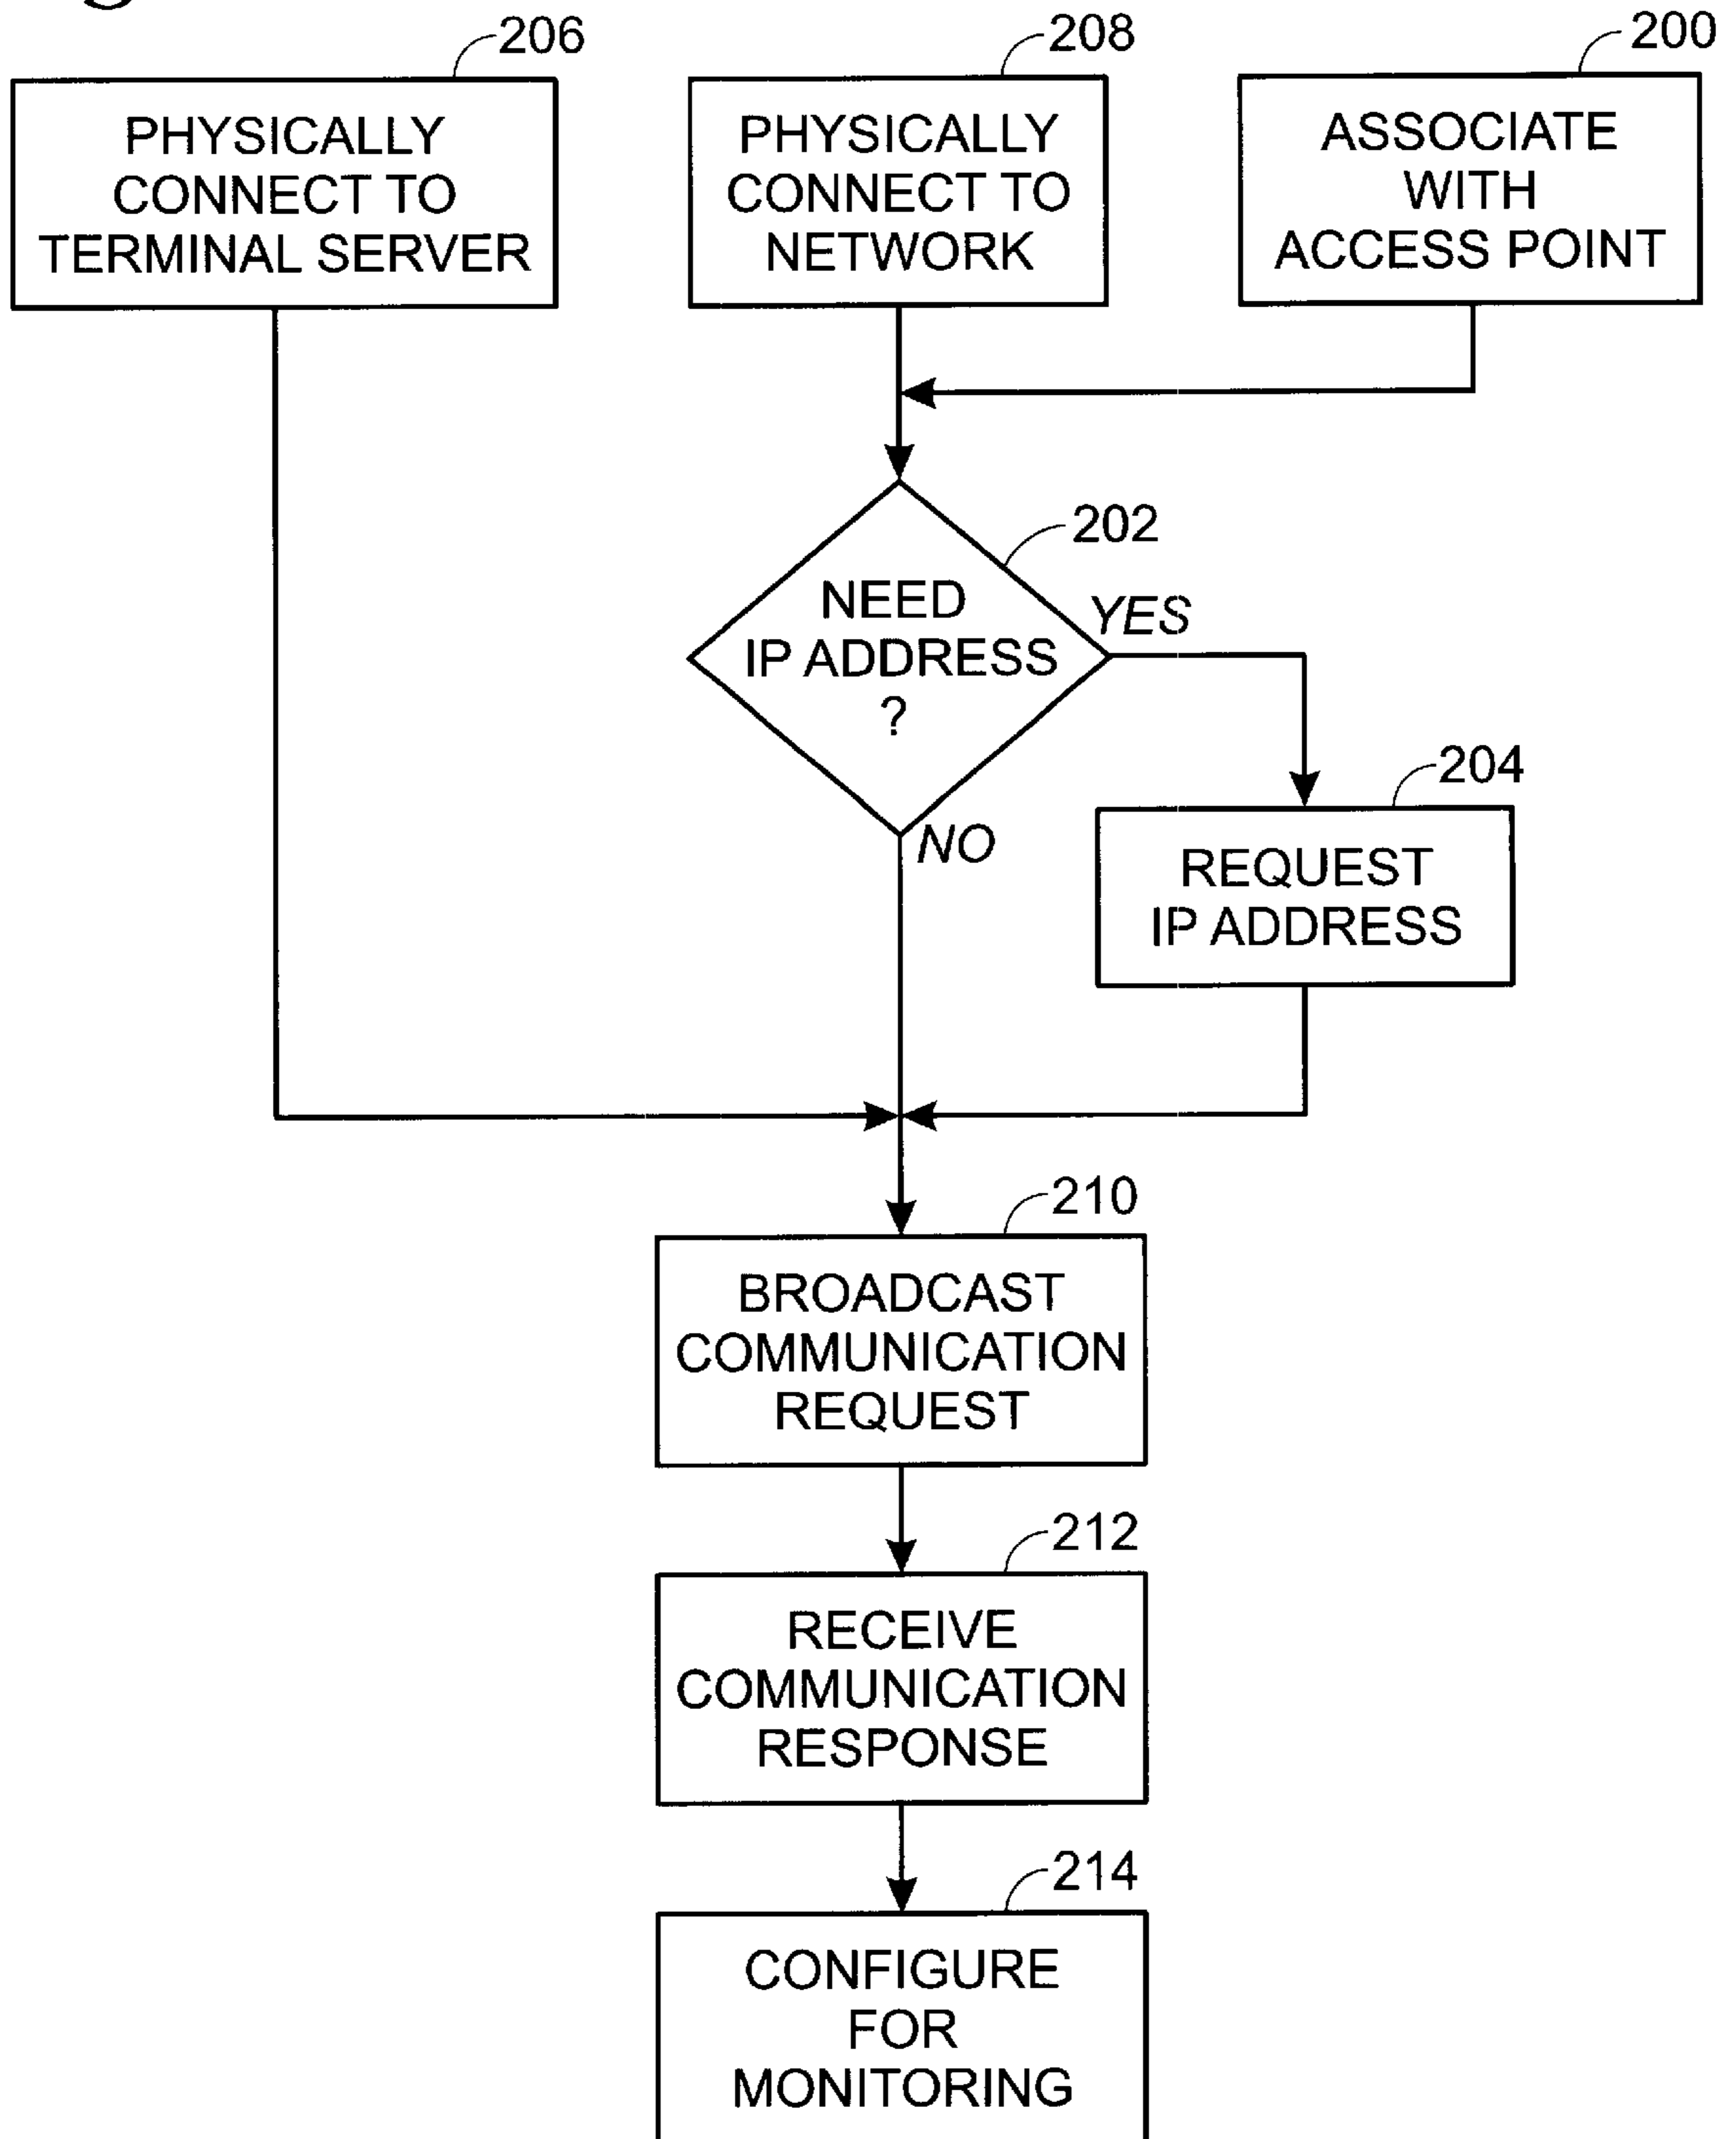 206
PHYSICALLY
CONNECT TO
TERMINAL SERVER
208
PHYSICALLY
CONNECT TO
NETWORK
200
ASSOCIATE
WITH
ACCESS POINT
202
NEED
IP ADDRESS
?
YES
NO
204
REQUEST
IP ADDRESS
210
BROADCAST
COMMUNICATION
REQUEST
212
RECEIVE
COMMUNICATION
RESPONSE
214
CONFIGURE
FOR
MONITORING